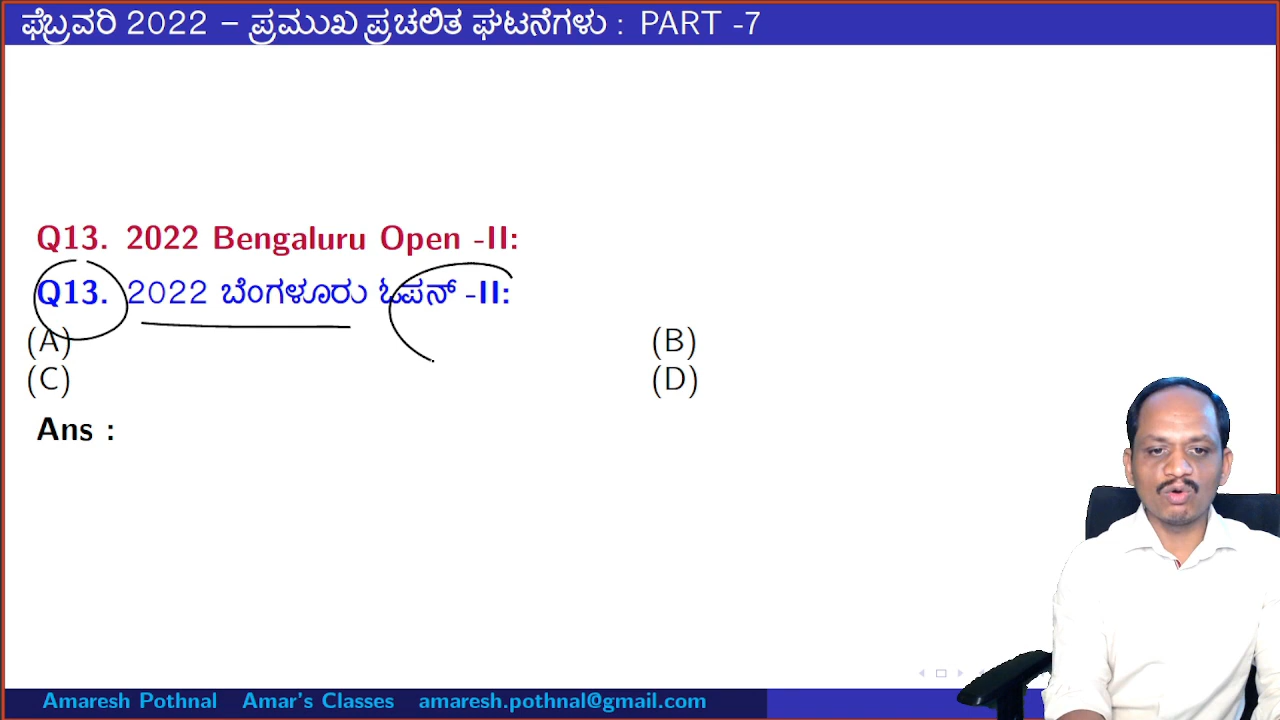 ಫೆಬ್ರವರಿ 2022 – ಪ್ರಮುಖ ಪ್ರಚಲಿತ ಘಟನೆಗಳು : PART -7
Q13. 2022 Bengaluru Open -II:
Q13. 2022 ಬೆಂಗಳೂರು ಓಪನ್ -II:
(A) (B)
(C) (D)
Ans :
Amaresh Pothnal Amar's Classes amaresh.pothnal@gmail.com